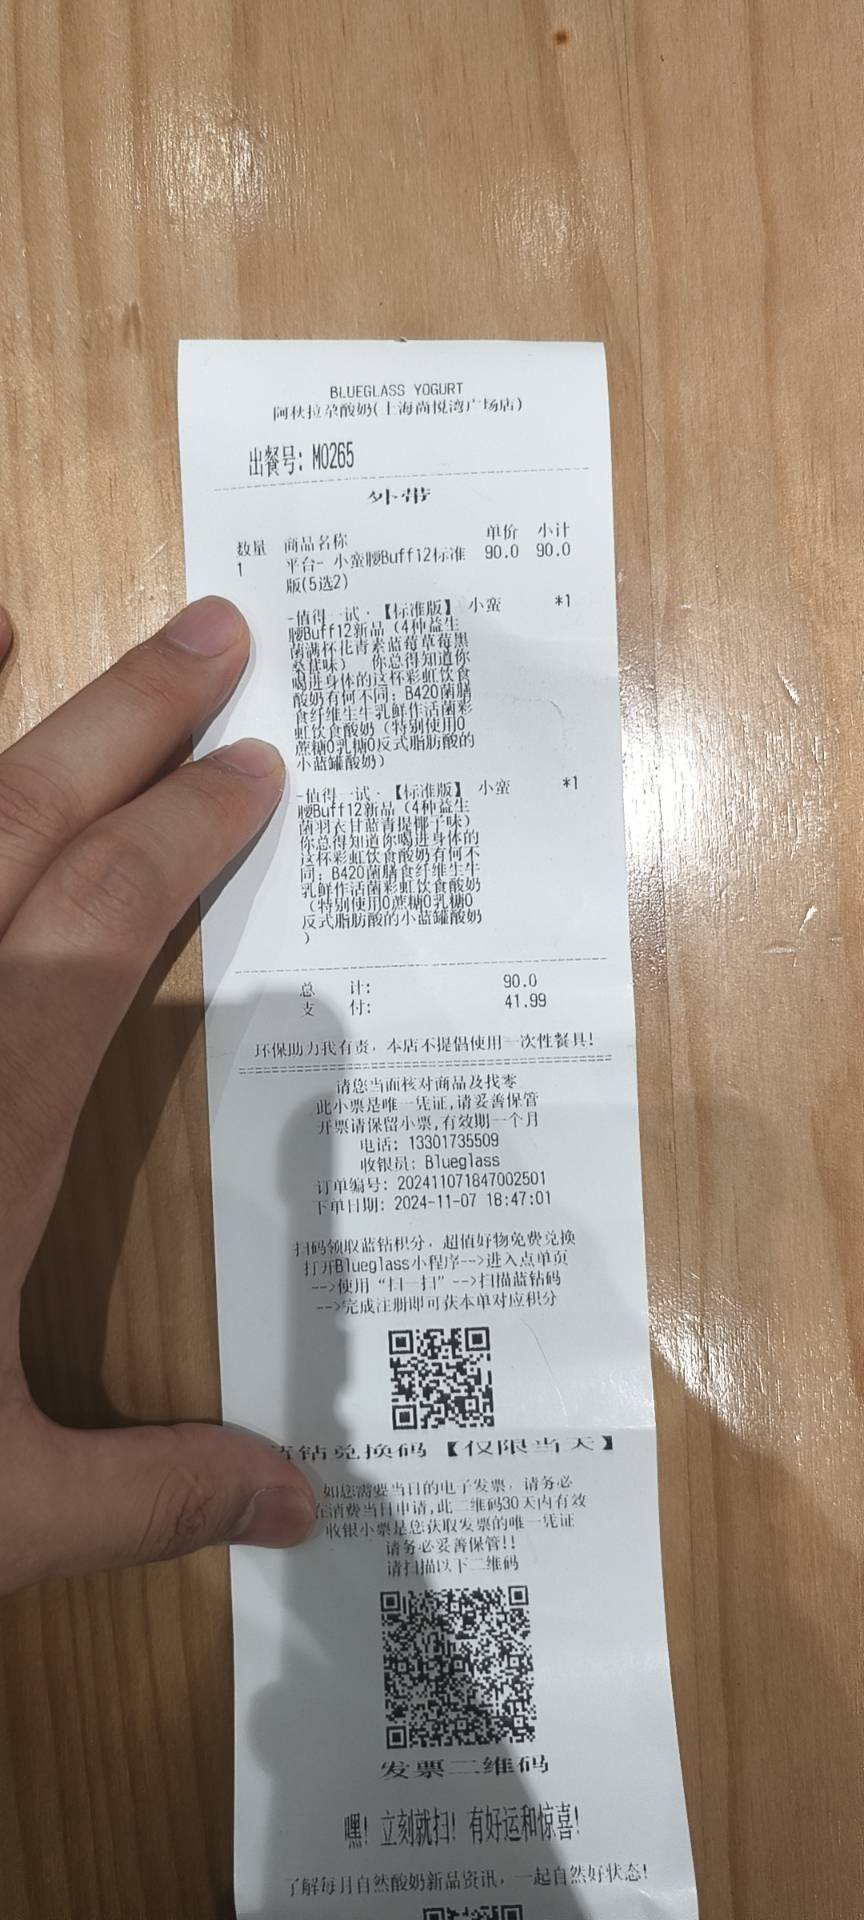 BLUEGLASS YOGURT
阿秋拉尕酸奶(上海尚悦湾广场店)
出餐号: M0265
外带
数量 商品名称 单价 小计
1 平台- 小蛮腰Buff12标准 90.0 90.0
版(5选2)
-值得一试·【标准版】 小蛮 *1
腰Buff12新品（4种益生
菌满杯花青素蓝莓草莓黑
桑葚味） 你总得知道你
喝进身体的这杯彩虹饮食
酸奶有何不同：B420菌膳
食纤维生牛乳鲜作活菌彩
虹饮食酸奶（特别使用0
蔗糖0乳糖0反式脂肪酸的
小蓝罐酸奶）
-值得一试·【标准版】 小蛮 *1
腰Buff12新品（4种益生
菌羽衣甘蓝青提椰子味）
你总得知道你喝进身体的
这杯彩虹饮食酸奶有何不
同：B420菌膳食纤维生牛
乳鲜作活菌彩虹饮食酸奶
（特别使用0蔗糖0乳糖0
反式脂肪酸的小蓝罐酸奶
）
总 计: 90.0
支 付: 41.99
环保助力我有责，本店不提倡使用一次性餐具!
请您当面核对商品及找零
此小票是唯一凭证,请妥善保管
开票请保留小票,有效期一个月
电话: 13301735509
收银员: Blueglass
订单编号: 202411071847002501
下单日期: 2024-11-07 18:47:01
扫码领取蓝钻积分，超值好物免费兑换
打开Blueglass小程序-->进入点单页
-->使用“扫一扫”-->扫描蓝钻码
-->完成注册即可获本单对应积分
钻兑换码【仅限当天】
如您需要当日的电子发票，请务必
在消费当日申请,此二维码30天内有效
收银小票是您获取发票的唯一凭证
请务必妥善保管!!
请扫描以下二维码
发票二维码
嘿! 立刻就扫! 有好运和惊喜!
了解每月自然酸奶新品资讯，一起自然好状态!